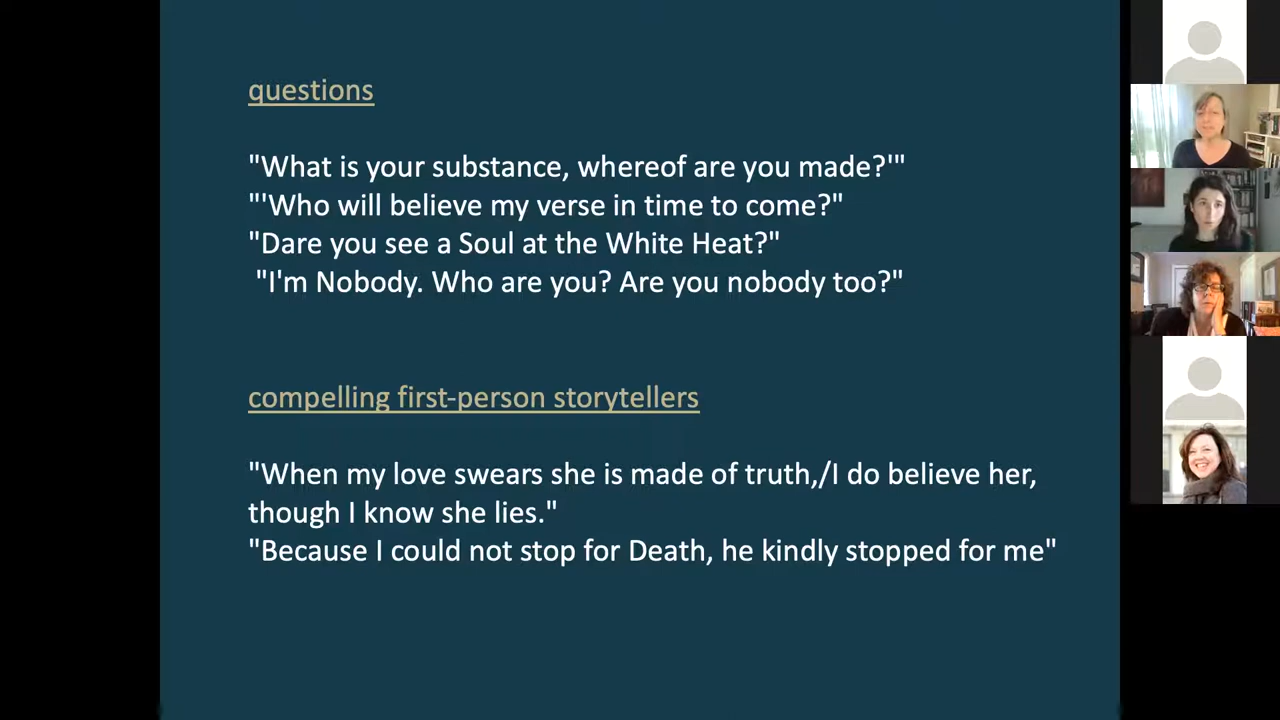 questions
"What is your substance, whereof are you made?'"
"'Who will believe my verse in time to come?"
"Dare you see a Soul at the White Heat?"
"I'm Nobody. Who are you? Are you nobody too?"
compelling first-person storytellers
"When my love swears she is made of truth,/I do believe her,
though I know she lies."
"Because I could not stop for Death, he kindly stopped for me"